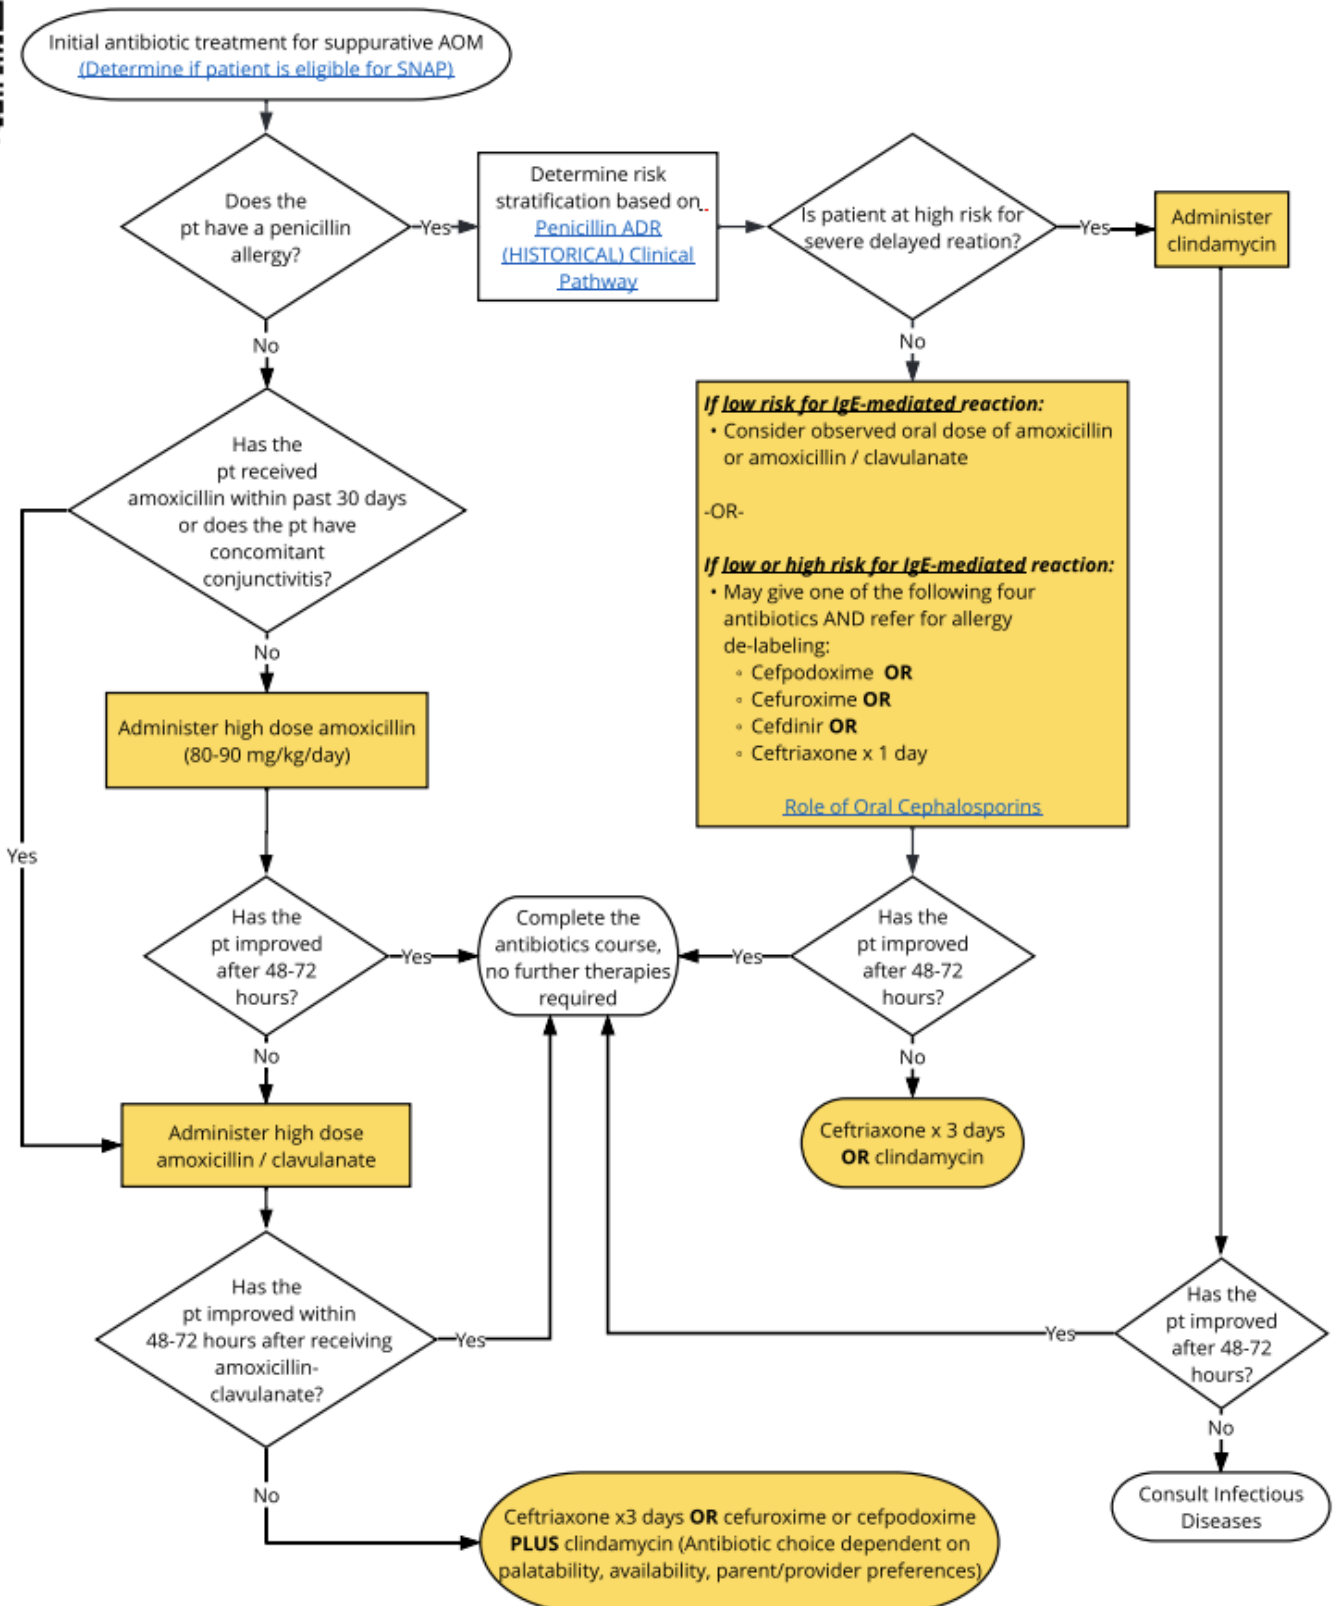 Initial antibiotic treatment for suppurative AOM
(Determine if patient is eligible for SNAP)
Does the
pt have a penicillin
allergy?
Yes
Determine risk
stratification based on
Penicillin ADR
(HISTORICAL) Clinical
Pathway
Is patient at high risk for
severe delayed reation?
Yes
Administer
clindamycin
No
No
Has the
pt received
amoxicillin within past 30 days
or does the pt have
concomitant
conjunctivitis?
If low risk for IgE-mediated reaction:
• Consider observed oral dose of amoxicillin
or amoxicillin / clavulanate
-OR-
If low or high risk for IgE-mediated reaction:
• May give one of the following four
antibiotics AND refer for allergy
de-labeling:
◦ Cefpodoxime OR
◦ Cefuroxime OR
◦ Cefdinir OR
◦ Ceftriaxone x 1 day
Role of Oral Cephalosporins
No
Administer high dose amoxicillin
(80-90 mg/kg/day)
Yes
Has the
pt improved
after 48-72
hours?
Yes
Complete the
antibiotics course,
no further therapies
required
Yes
Has the
pt improved
after 48-72
hours?
No
No
Administer high dose
amoxicillin / clavulanate
Ceftriaxone x 3 days
OR clindamycin
Has the
pt improved within
48-72 hours after receiving
amoxicillin-
clavulanate?
Yes
Yes
Has the
pt improved
after 48-72
hours?
No
No
Ceftriaxone x3 days OR cefuroxime or cefpodoxime
PLUS clindamycin (Antibiotic choice dependent on
palatability, availability, parent/provider preferences)
Consult Infectious
Diseases